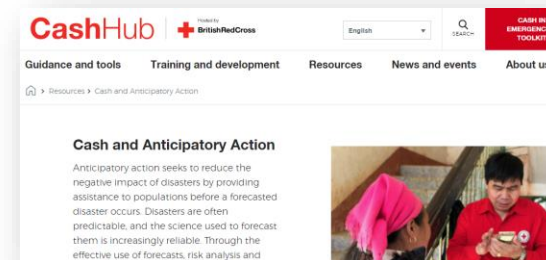 CashHub
Hosted by
BritishRedCross
English
SEARCH
CASH IN
EMERGENC
TOOLKIT
Guidance and tools Training and development Resources News and events About u
> Resources > Cash and Anticipatory Action
Cash and Anticipatory Action
Anticipatory action seeks to reduce the
negative impact of disasters by providing
assistance to populations before a forecasted
disaster occurs. Disasters are often
predictable, and the science used to forecast
them is increasingly reliable. Through the
effective use of forecasts, risk analysis and